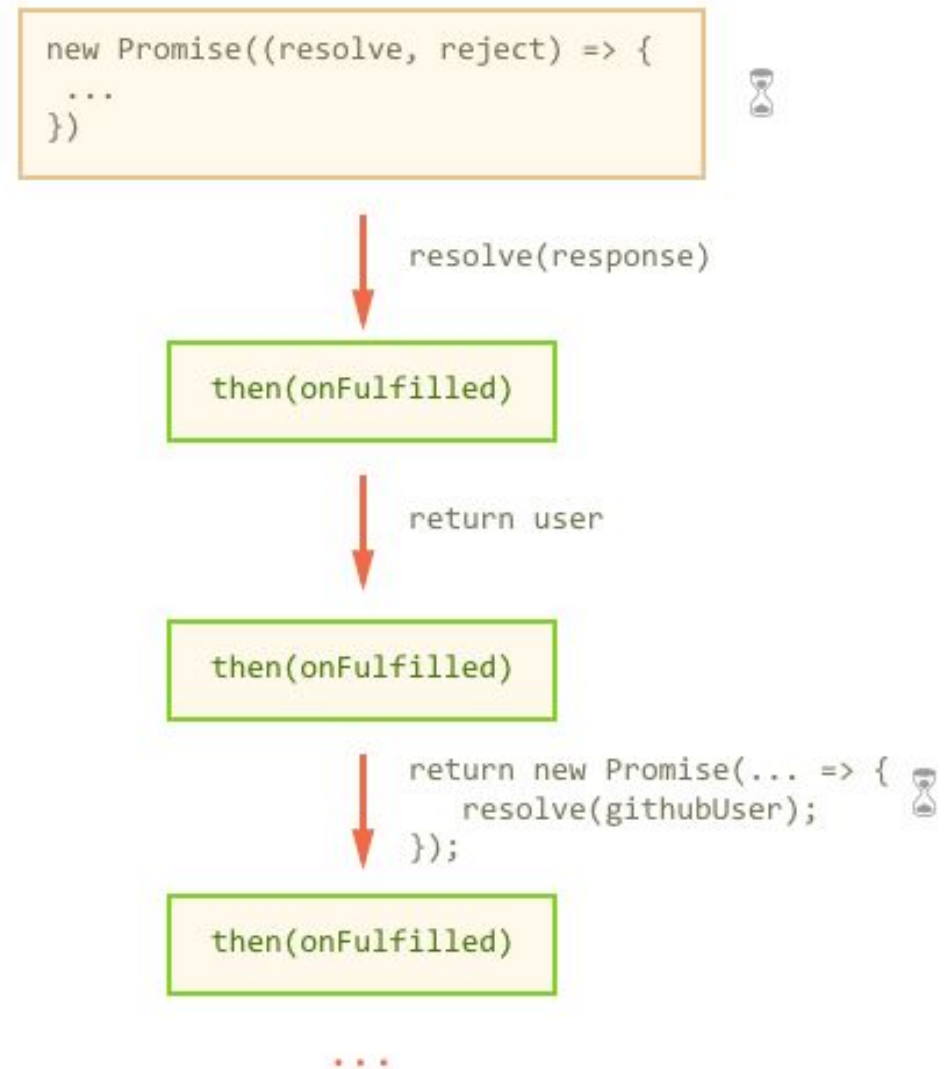 new Promise((resolve, reject) => {
...
})
resolve(response)
then(onFulfilled)
return user
then(onFulfilled)
return new Promise(... => {
resolve(githubUser);
});
then(onFulfilled)
...